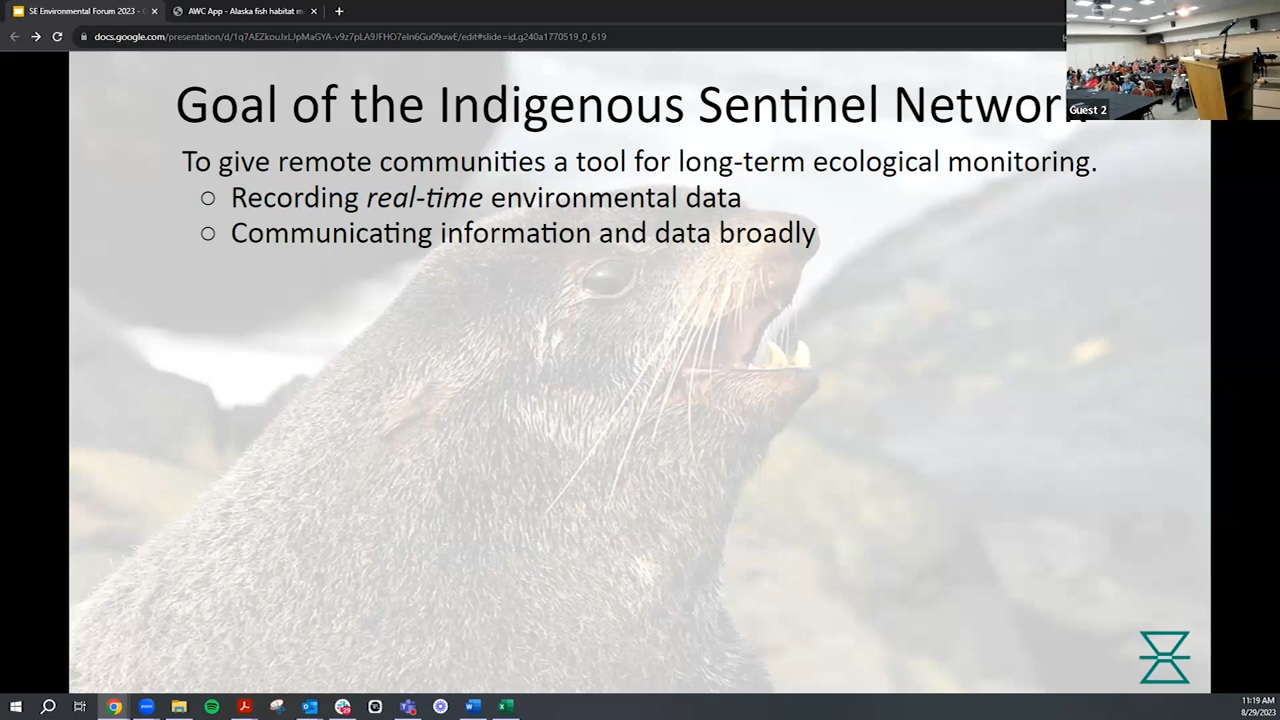 SE Environmental Forum 2023 -
AWC App - Alaska fish habitat m
docs.google.com/presentation/d/1q7AEZkouJxLJpMaGYA-v9z7pLA9JFHO7eIn6Gu09uwE/edit#slide=id.g240a1770519_0_619
Guest 2
Goal of the Indigenous Sentinel Network
To give remote communities a tool for long-term ecological monitoring.
○ Recording real-time environmental data
○ Communicating information and data broadly
11:19 AM
8/29/2023